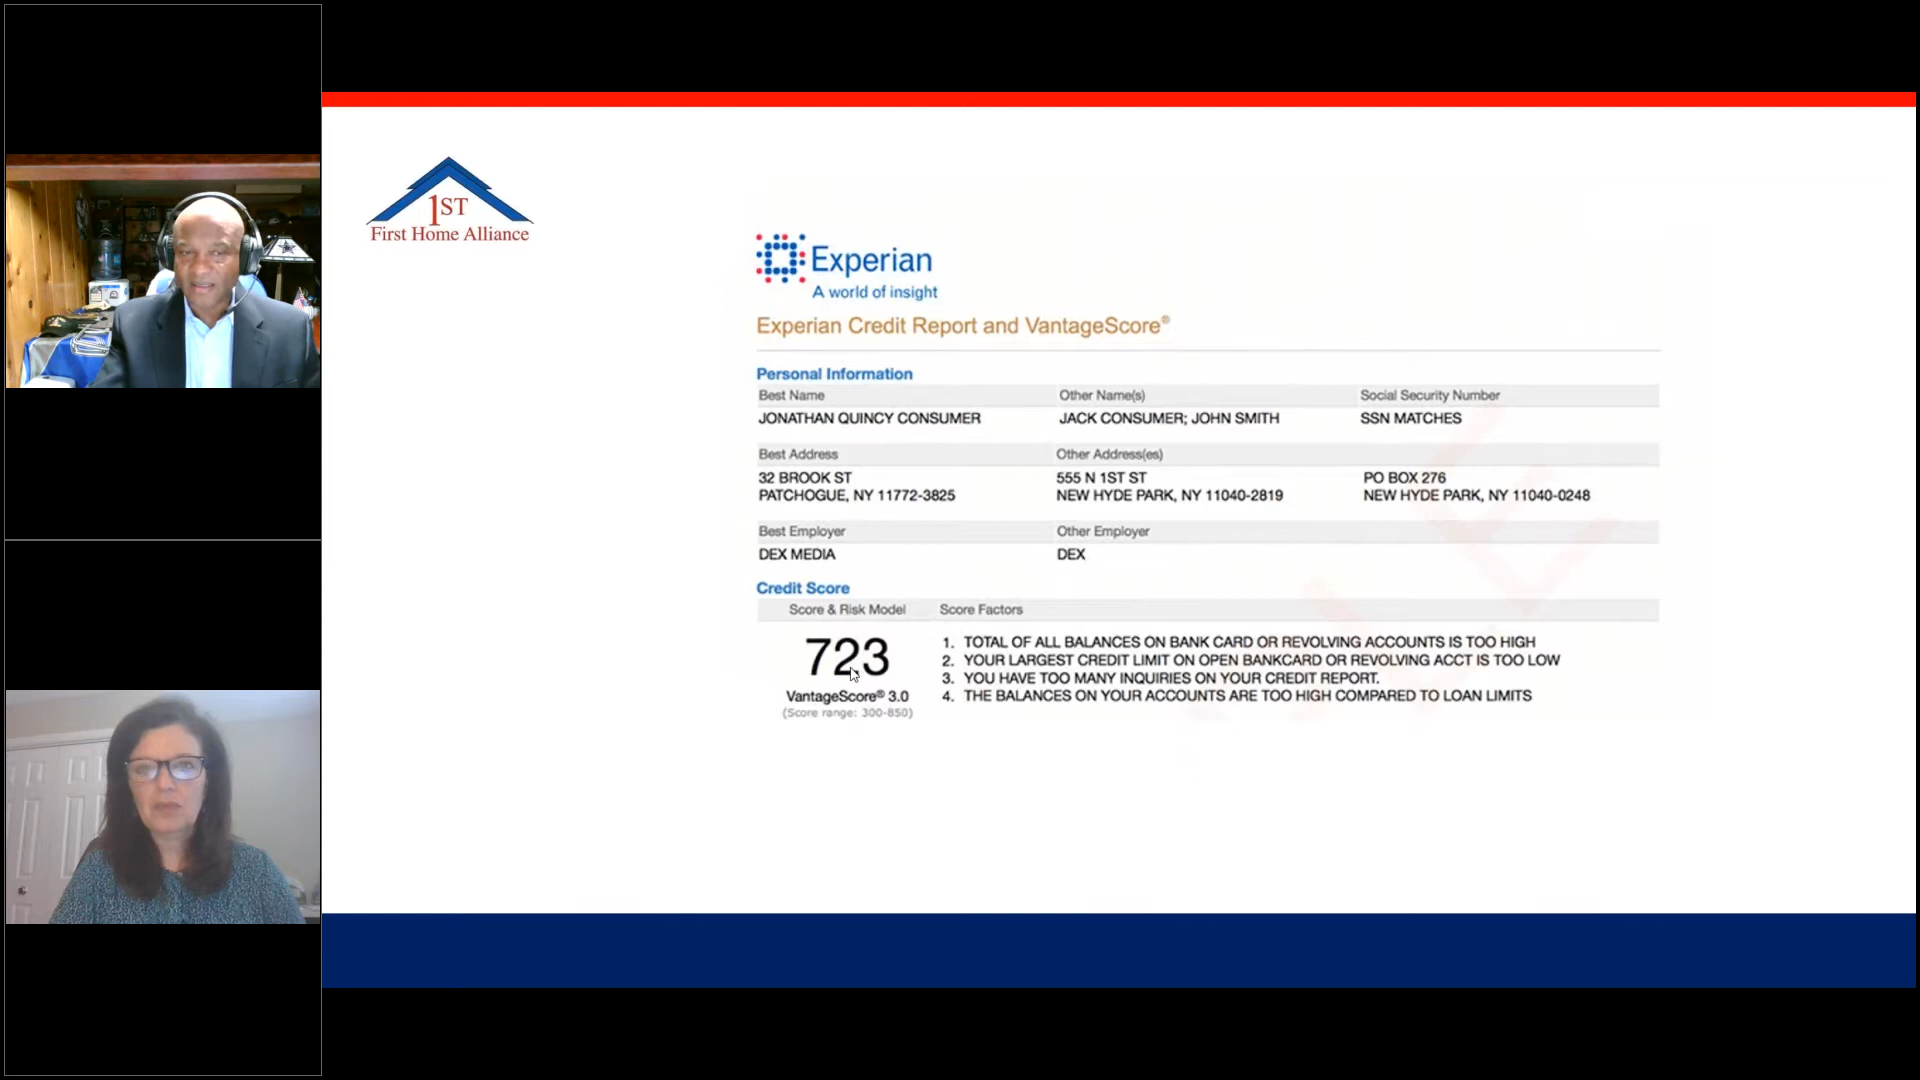 1ST
First Home Alliance
Experian
A world of insight
Experian Credit Report and VantageScore®
Personal Information
Best Name Other Name(s) Social Security Number
JONATHAN QUINCY CONSUMER JACK CONSUMER; JOHN SMITH SSN MATCHES
Best Address Other Address(es)
32 BROOK ST 555 N 1ST ST PO BOX 276
PATCHOGUE, NY 11772-3825 NEW HYDE PARK, NY 11040-2819 NEW HYDE PARK, NY 11040-0248
Best Employer Other Employer
DEX MEDIA DEX
Credit Score
Score & Risk Model Score Factors
723
VantageScore® 3.0
(Score range: 300-850)
1. TOTAL OF ALL BALANCES ON BANK CARD OR REVOLVING ACCOUNTS IS TOO HIGH
2. YOUR LARGEST CREDIT LIMIT ON OPEN BANKCARD OR REVOLVING ACCT IS TOO LOW
3. YOU HAVE TOO MANY INQUIRIES ON YOUR CREDIT REPORT.
4. THE BALANCES ON YOUR ACCOUNTS ARE TOO HIGH COMPARED TO LOAN LIMITS